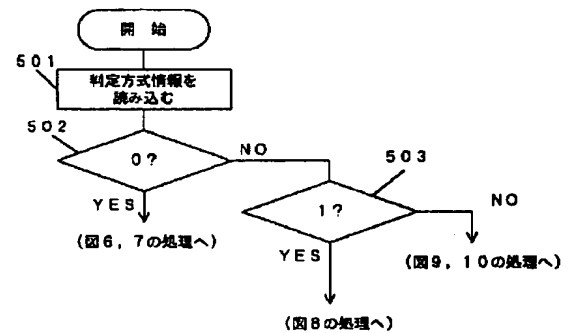 開 始
501
判定方式情報を
読み込む
502
0?
NO
503
YES
1?
NO
(図6，7の処理へ)
YES
(図9，10の処理へ)
(図8の処理へ)